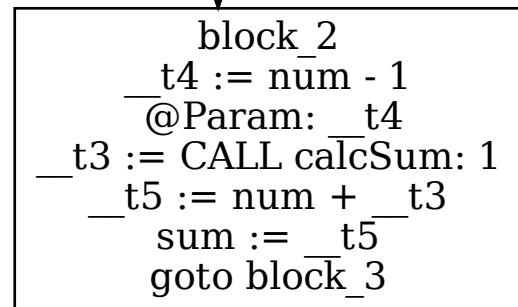 block_2
__t4 := num - 1
@Param: __t4
__t3 := CALL calcSum: 1
__t5 := num + __t3
sum := __t5
goto block_3